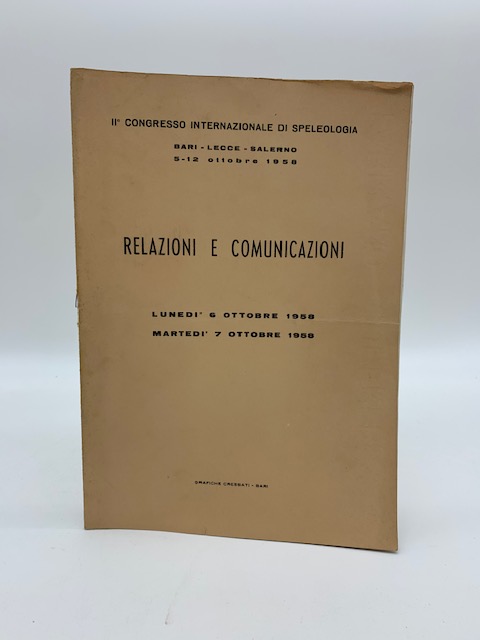 II° CONGRESSO INTERNAZIONALE DI SPELEOLOGIA
BARI - LECCE - SALERNO
5-12 ottobre 1958
RELAZIONI E COMUNICAZIONI
LUNEDI' 6 OTTOBRE 1958
MARTEDI' 7 OTTOBRE 1958
GRAFICHE CRESSATI - BARI